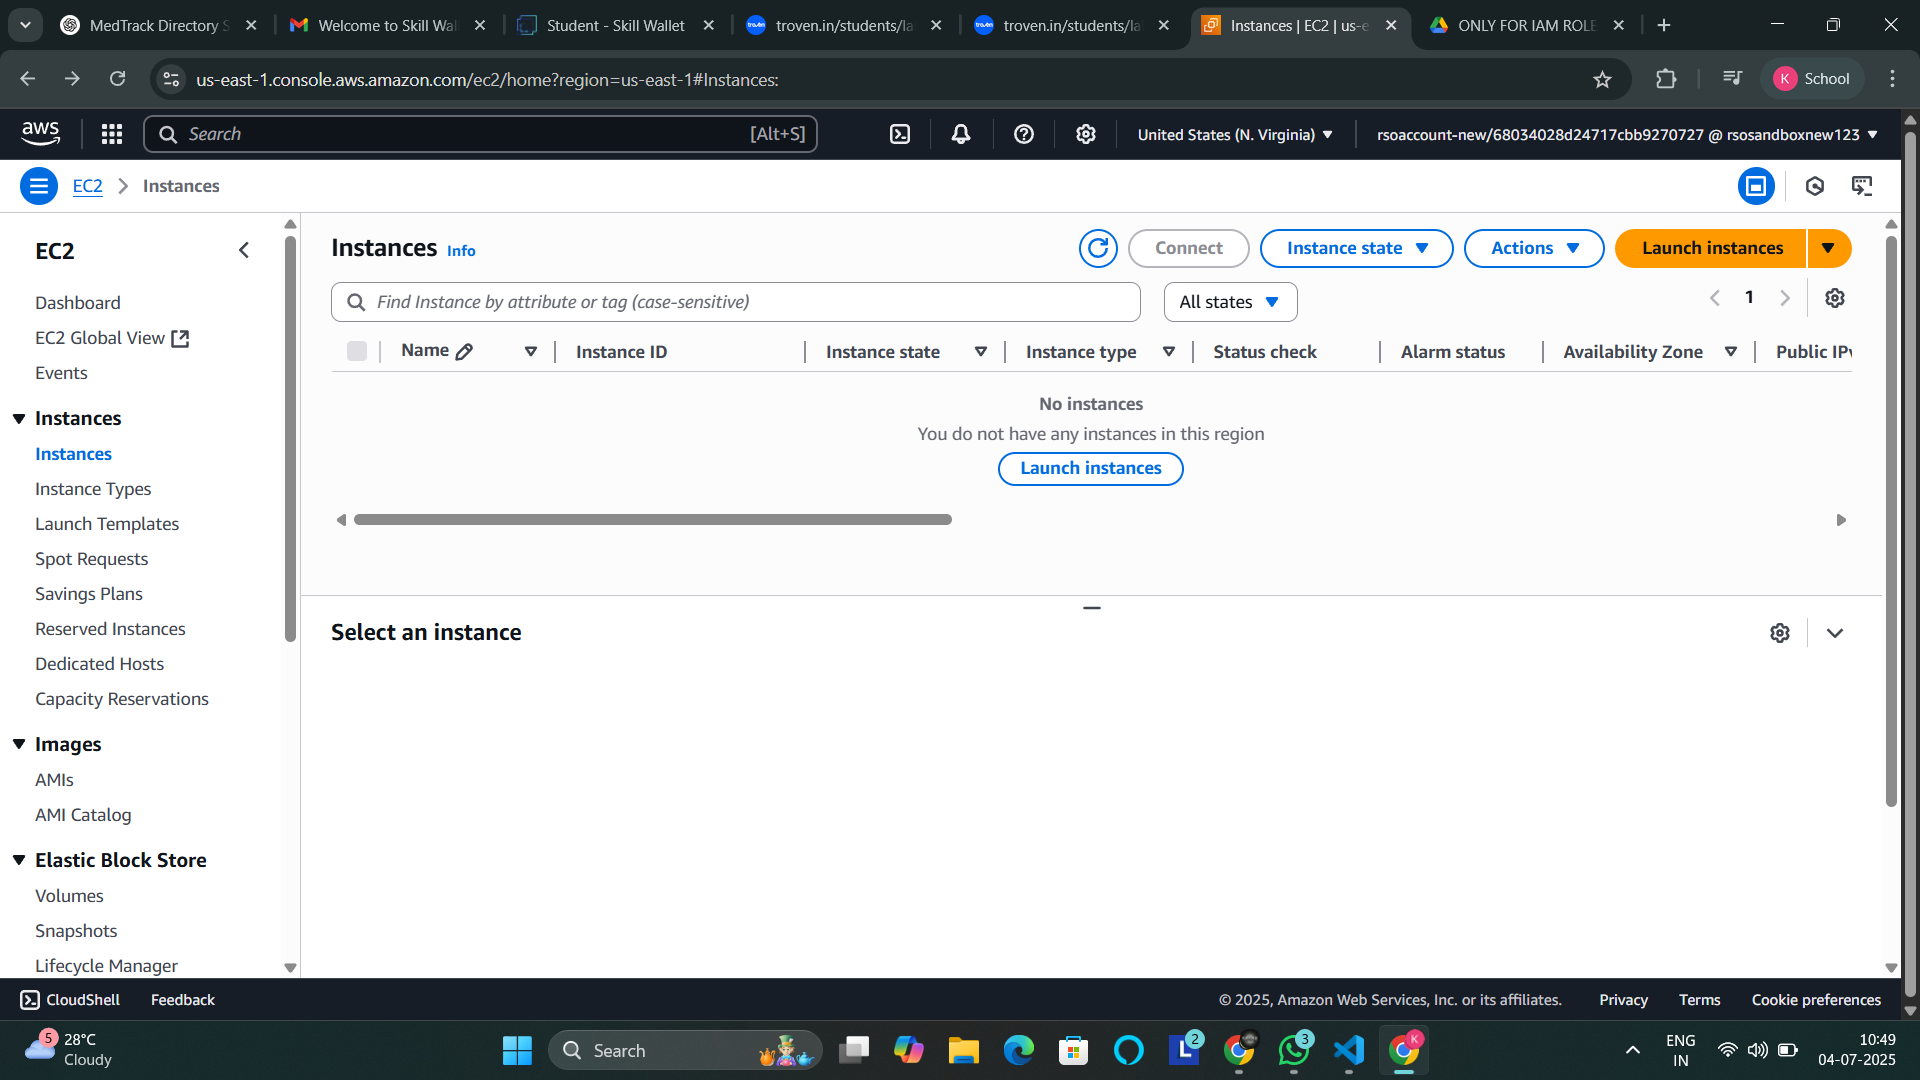 MedTrack Directory S
Welcome to Skill Wal
Student - Skill Wallet
troven.in/students/la
troven.in/students/la
Instances | EC2 | us-e
ONLY FOR IAM ROLE
us-east-1.console.aws.amazon.com/ec2/home?region=us-east-1#Instances:
K School
aws
Search [Alt+S]
United States (N. Virginia)
rsoaccount-new/68034028d24717cbb9270727 @ rsosandboxnew123
EC2 > Instances
EC2
Dashboard
EC2 Global View
Events
Instances
Instances
Instance Types
Launch Templates
Spot Requests
Savings Plans
Reserved Instances
Dedicated Hosts
Capacity Reservations
Images
AMIs
AMI Catalog
Elastic Block Store
Volumes
Snapshots
Lifecycle Manager
Instances Info
Connect
Instance state
Actions
Launch instances
Find Instance by attribute or tag (case-sensitive)
All states
1
Name
Instance ID
Instance state
Instance type
Status check
Alarm status
Availability Zone
Public IPv
No instances
You do not have any instances in this region
Launch instances
Select an instance
CloudShell
Feedback
© 2025, Amazon Web Services, Inc. or its affiliates.
Privacy
Terms
Cookie preferences
5
28°C
Cloudy
Search
L
2
3
K
ENG
IN
10:49
04-07-2025